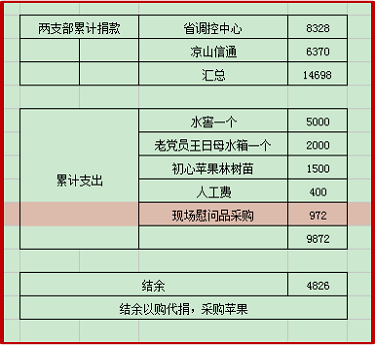 两支部累计捐款 省调控中心 8328
凉山信通 6370
汇总 14698
水窖一个 5000
老党员王日母水箱一个 2000
初心苹果林树苗 1500
累计支出
人工费 400
现场慰问品采购 972
9872
结余 4826
结余以购代捐，采购苹果